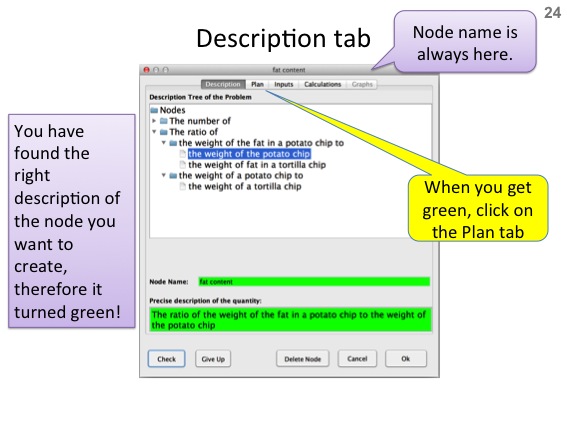 24
Description tab
Node name is
always here.
fat content
Description Plan Inputs Calculations Graphs
Description Tree of the Problem
Nodes
The number of
The ratio of
the weight of the fat in a potato chip to
the weight of the potato chip
the weight of fat in a tortilla chip
the weight of a potato chip to
the weight of a tortilla chip
You have
found the
right
description of
the node you
want to
create,
therefore it
turned green!
When you get
green, click on
the Plan tab
Node Name: fat content
Precise description of the quantity:
The ratio of the weight of the fat in a potato chip to the weight of
the potato chip
Check Give Up Delete Node Cancel Ok